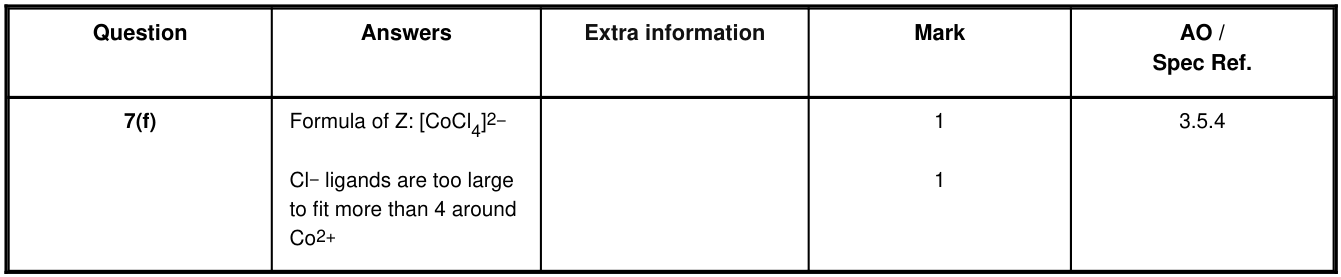 Question Answers Extra information Mark AO /
Spec Ref.
7(f) Formula of Z: [CoCl₄]²⁻ 1 3.5.4
Cl⁻ ligands are too large 1
to fit more than 4 around
Co²⁺